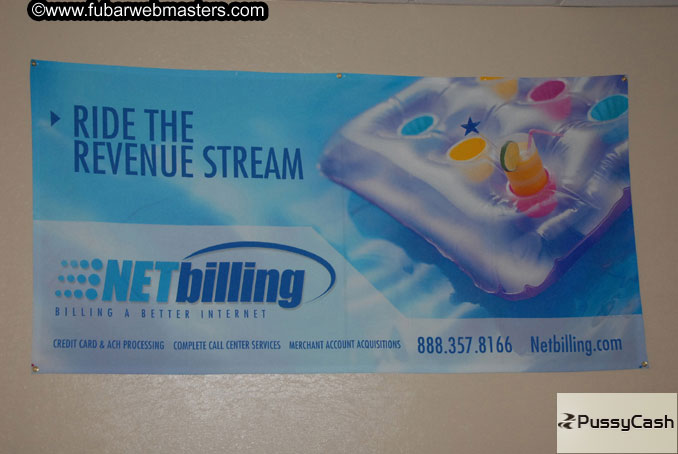 ©www.fubarwebmasters.com
RIDE THE
REVENUE STREAM
NETbilling
BILLING A BETTER INTERNET
CREDIT CARD & ACH PROCESSING COMPLETE CALL CENTER SERVICES MERCHANT ACCOUNT ACQUISITIONS 888.357.8166 Netbilling.com
PussyCash